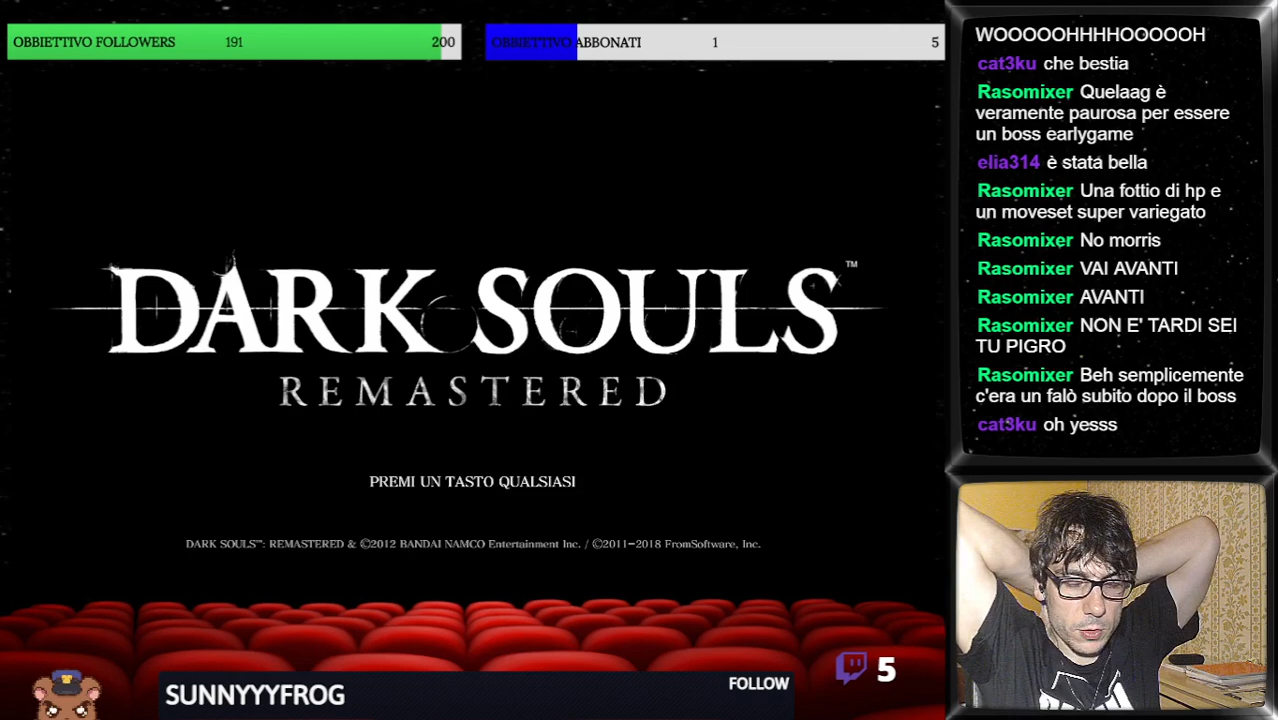 OBBIETTIVO FOLLOWERS 191 200
OBBIETTIVO ABBONATI 1 5
DARK SOULS™
REMASTERED
PREMI UN TASTO QUALSIASI
DARK SOULS™: REMASTERED & ©2012 BANDAI NAMCO Entertainment Inc. / ©2011-2018 FromSoftware, Inc.
SUNNYYYFROG
FOLLOW
5
WOOOOOHHHHOOOOOH
cat3ku che bestia
Rasomixer Quelaag è
veramente paurosa per essere
un boss earlygame
elia314 è stata bella
Rasomixer Una fottio di hp e
un moveset super variegato
Rasomixer No morris
Rasomixer VAI AVANTI
Rasomixer AVANTI
Rasomixer NON E' TARDI SEI
TU PIGRO
Rasomixer Beh semplicemente
c'era un falò subito dopo il boss
cat3ku oh yesss